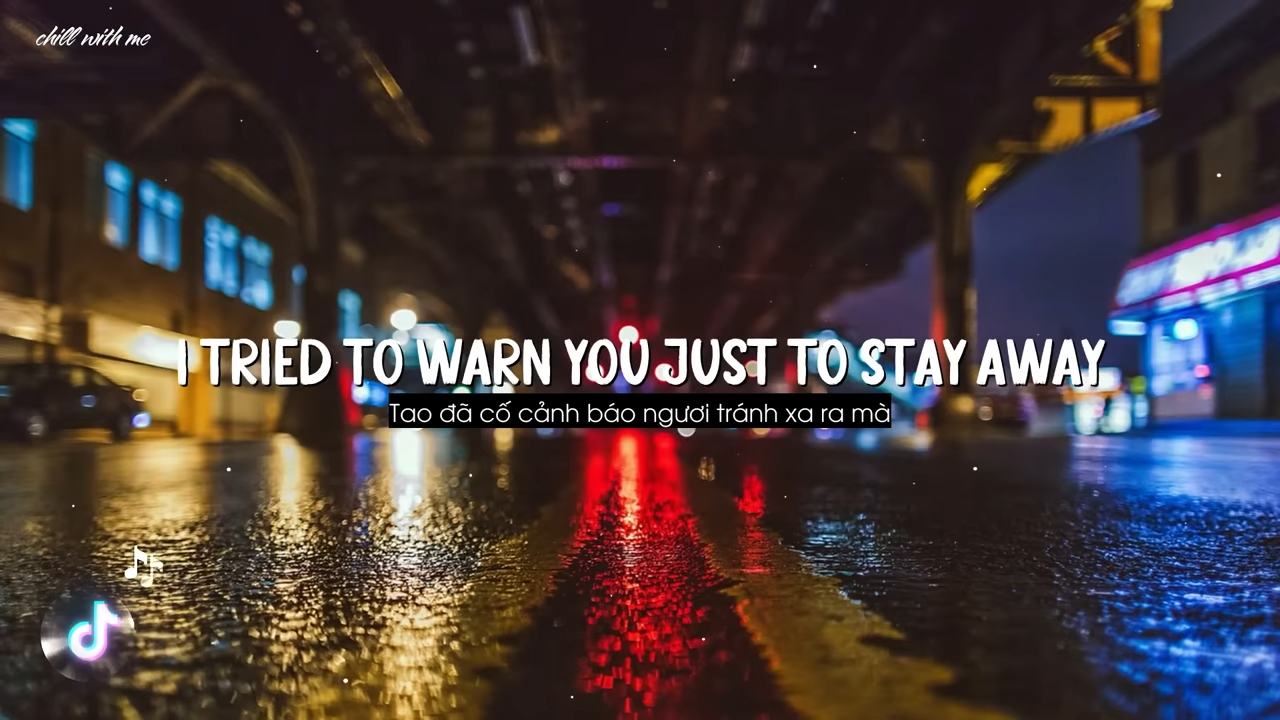 chill with me
I TRIED TO WARN YOU JUST TO STAY AWAY
Tao đã cố cảnh báo ngươi tránh xa ra mà